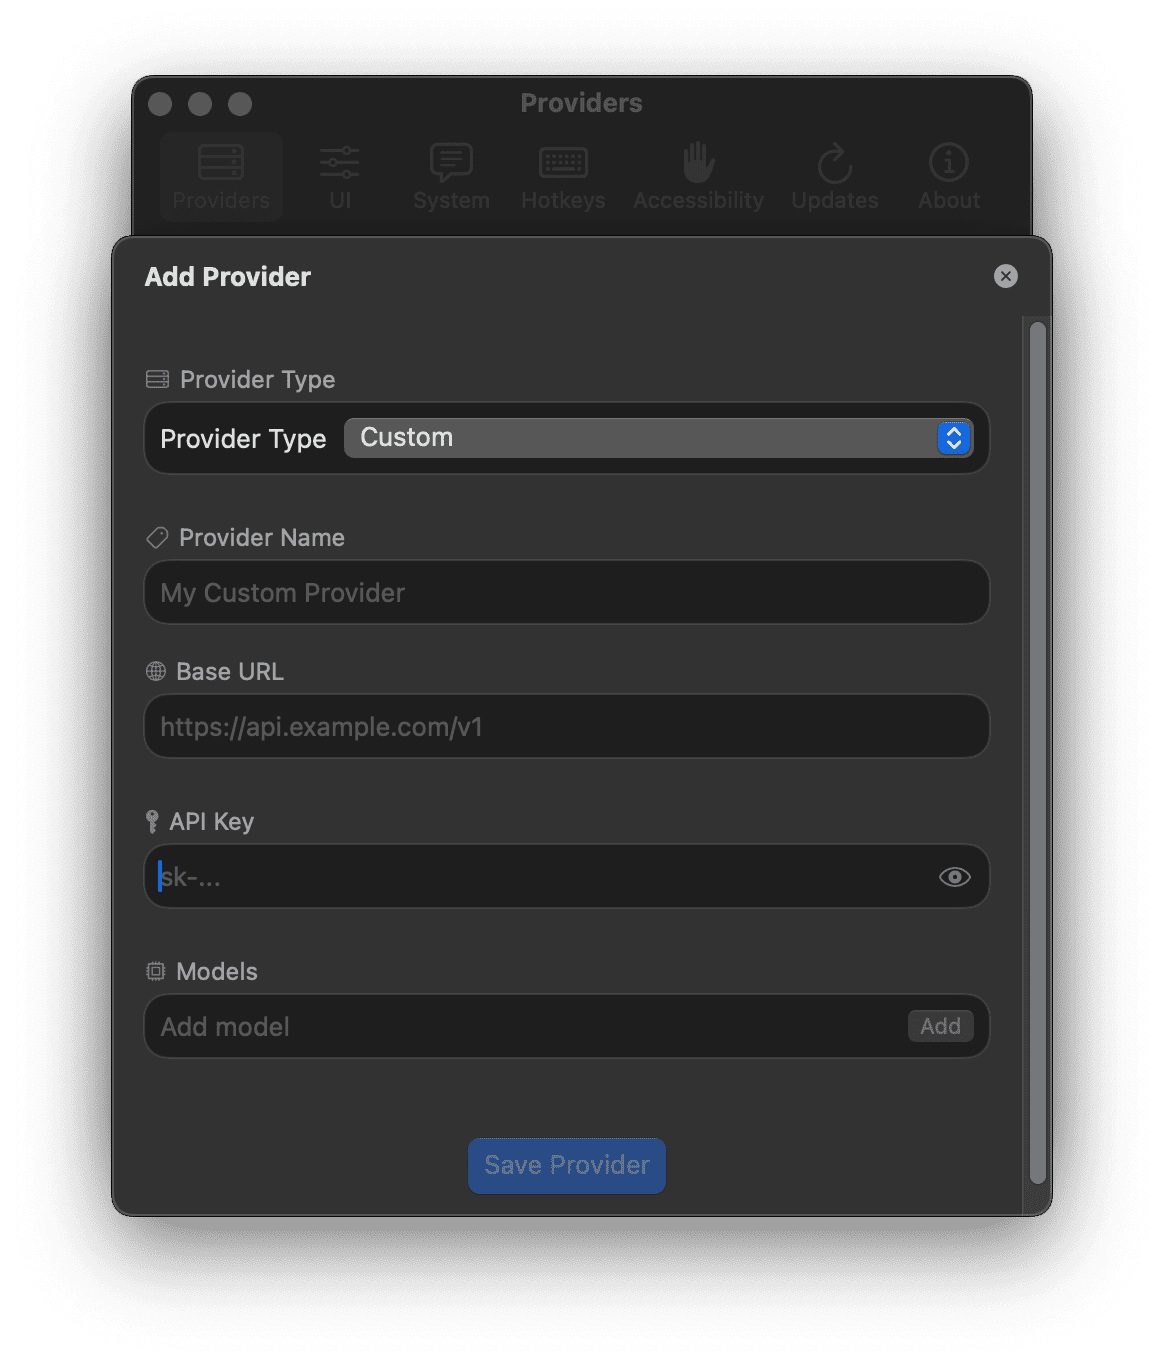 Providers
Providers UI System Hotkeys Accessibility Updates About
Add Provider
Provider Type
Provider Type Custom
Provider Name
My Custom Provider
Base URL
https://api.example.com/v1
API Key
sk-...
Models
Add model Add
Save Provider